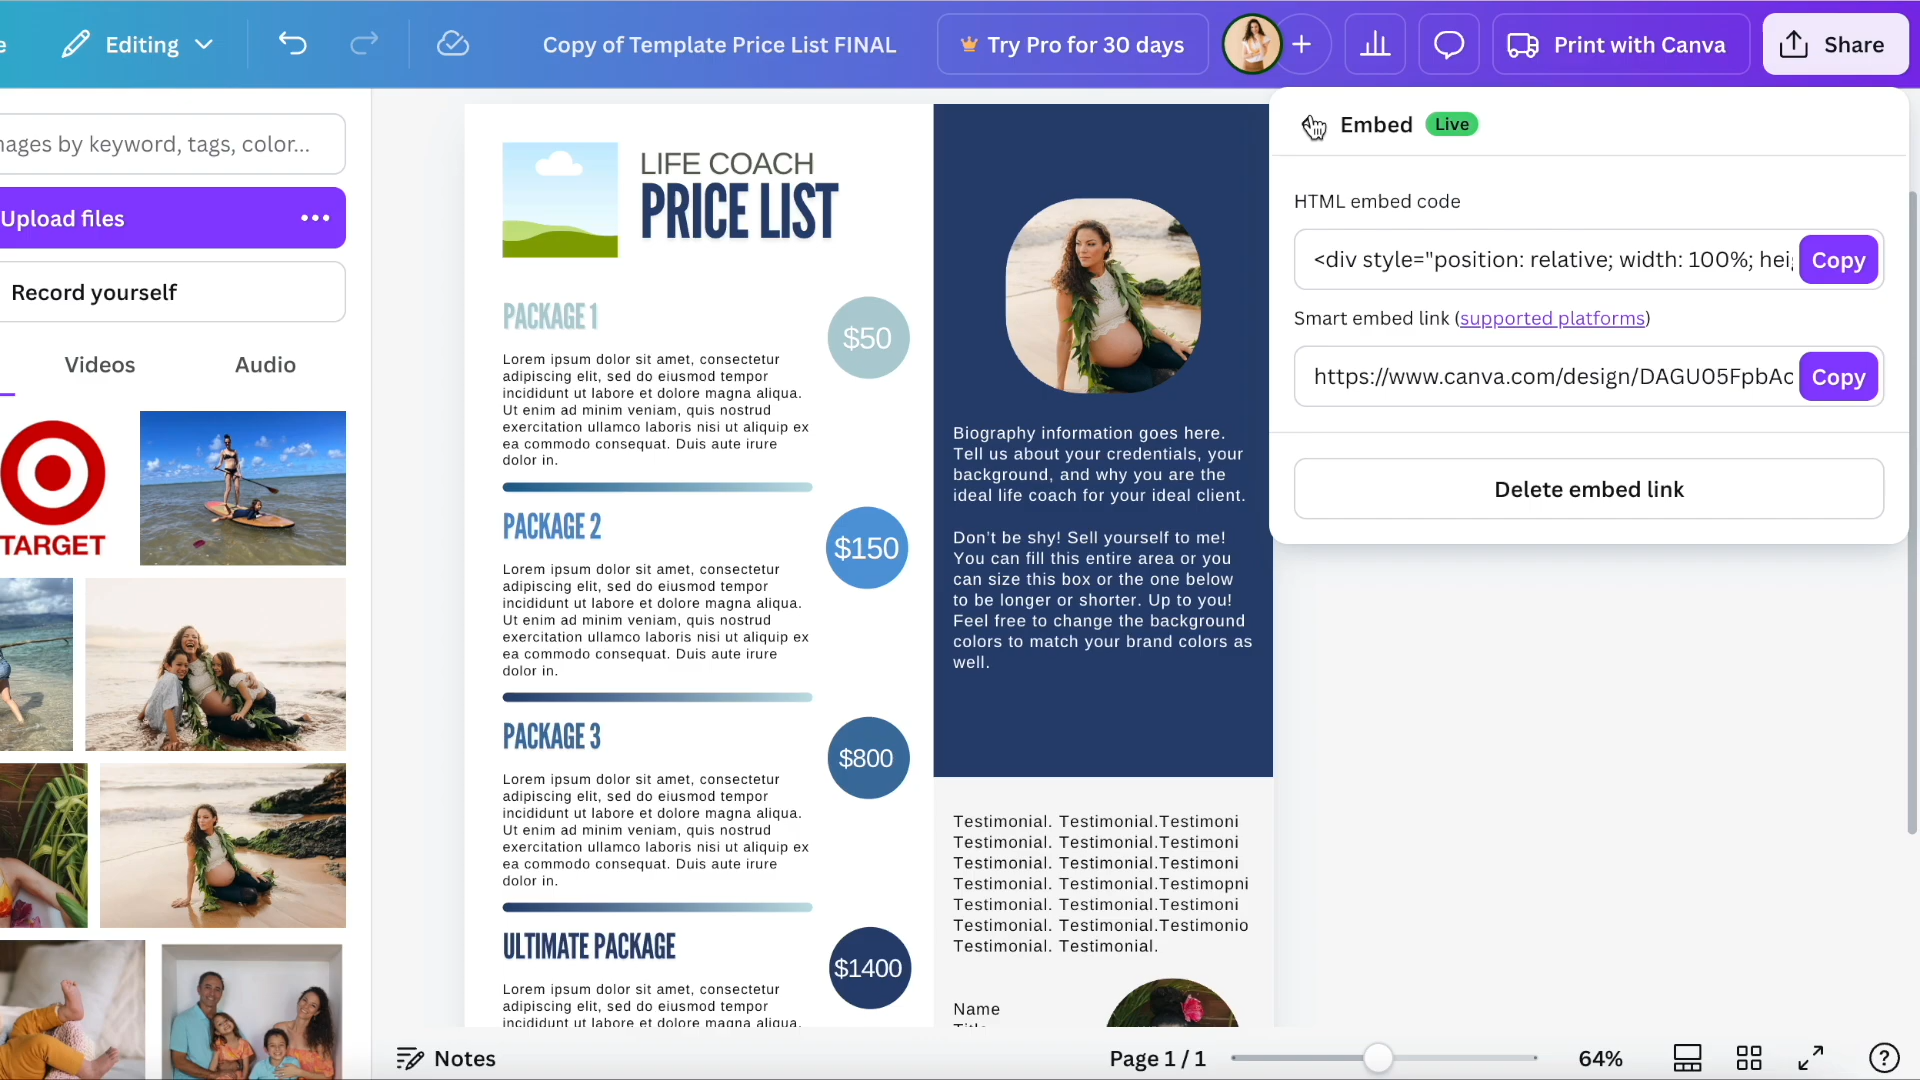 Editing
Copy of Template Price List FINAL
Try Pro for 30 days
Print with Canva
Share
ages by keyword, tags, color...
Upload files
Record yourself
Videos
Audio
TARGET
LIFE COACH
PRICE LIST
PACKAGE 1
$50
Lorem ipsum dolor sit amet, consectetur
adipiscing elit, sed do eiusmod tempor
incididunt ut labore et dolore magna aliqua.
Ut enim ad minim veniam, quis nostrud
exercitation ullamco laboris nisi ut aliquip ex
ea commodo consequat. Duis aute irure
dolor in.
PACKAGE 2
$150
Lorem ipsum dolor sit amet, consectetur
adipiscing elit, sed do eiusmod tempor
incididunt ut labore et dolore magna aliqua.
Ut enim ad minim veniam, quis nostrud
exercitation ullamco laboris nisi ut aliquip ex
ea commodo consequat. Duis aute irure
dolor in.
PACKAGE 3
$800
Lorem ipsum dolor sit amet, consectetur
adipiscing elit, sed do eiusmod tempor
incididunt ut labore et dolore magna aliqua.
Ut enim ad minim veniam, quis nostrud
exercitation ullamco laboris nisi ut aliquip ex
ea commodo consequat. Duis aute irure
dolor in.
ULTIMATE PACKAGE
$1400
Lorem ipsum dolor sit amet, consectetur
adipiscing elit, sed do eiusmod tempor
incididunt ut labore et dolore magna aliqua.
Biography information goes here.
Tell us about your credentials, your
background, and why you are the
ideal life coach for your ideal client.
Don't be shy! Sell yourself to me!
You can fill this entire area or you
can size this box or the one below
to be longer or shorter. Up to you!
Feel free to change the background
colors to match your brand colors as
well.
Testimonial. Testimonial.Testimoni
Testimonial. Testimonial.Testimoni
Testimonial. Testimonial.Testimoni
Testimonial. Testimonial.Testimopni
Testimonial. Testimonial.Testimoni
Testimonial. Testimonial.Testimonio
Testimonial. Testimonial.
Name
Embed Live
HTML embed code
<div style="position: relative; width: 100%; hei
Copy
Smart embed link (supported platforms)
https://www.canva.com/design/DAGU05FpbAc
Copy
Delete embed link
Notes
Page 1 / 1
64%